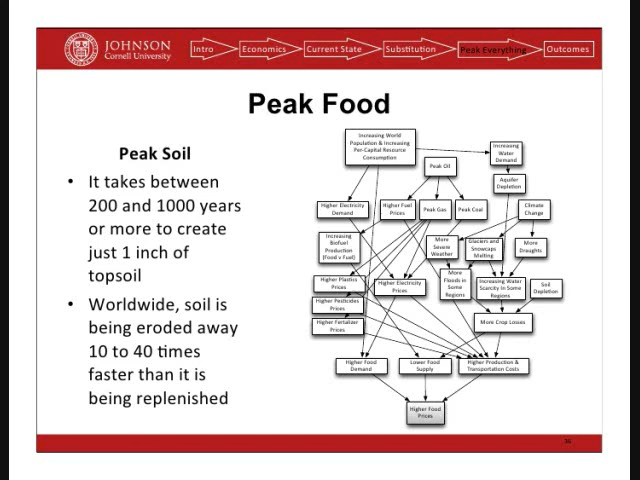 JOHNSON
Cornell University
Intro
Economics
Current State
Substitution
Peak Everything
Outcomes
Peak Food
Peak Soil
• It takes between
200 and 1000 years
or more to create
just 1 inch of
topsoil
• Worldwide, soil is
being eroded away
10 to 40 times
faster than it is
being replenished
Increasing World
Population & Increasing
Per-Capital Resource
Consumption
Increasing
Water
Demand
Peak Oil
Aquifer
Depletion
Higher Electricity
Demand
Higher Fuel
Prices
Peak Gas
Peak Coal
Climate
Change
Increasing
Biofuel
Production
(Food v Fuel)
More
Severe
Weather
Glaciers and
Snowcaps
Melting
More
Draughts
Higher Plastics
Prices
Higher Electricity
Prices
More
Floods in
Some
Regions
Increasing Water
Scarcity in Some
Regions
Soil
Depletion
Higher Pesticides
Prices
Higher Fertalizer
Prices
More Crop Losses
Higher Food
Demand
Lower Food
Supply
Higher Production &
Transportation Costs
Higher Food
Prices